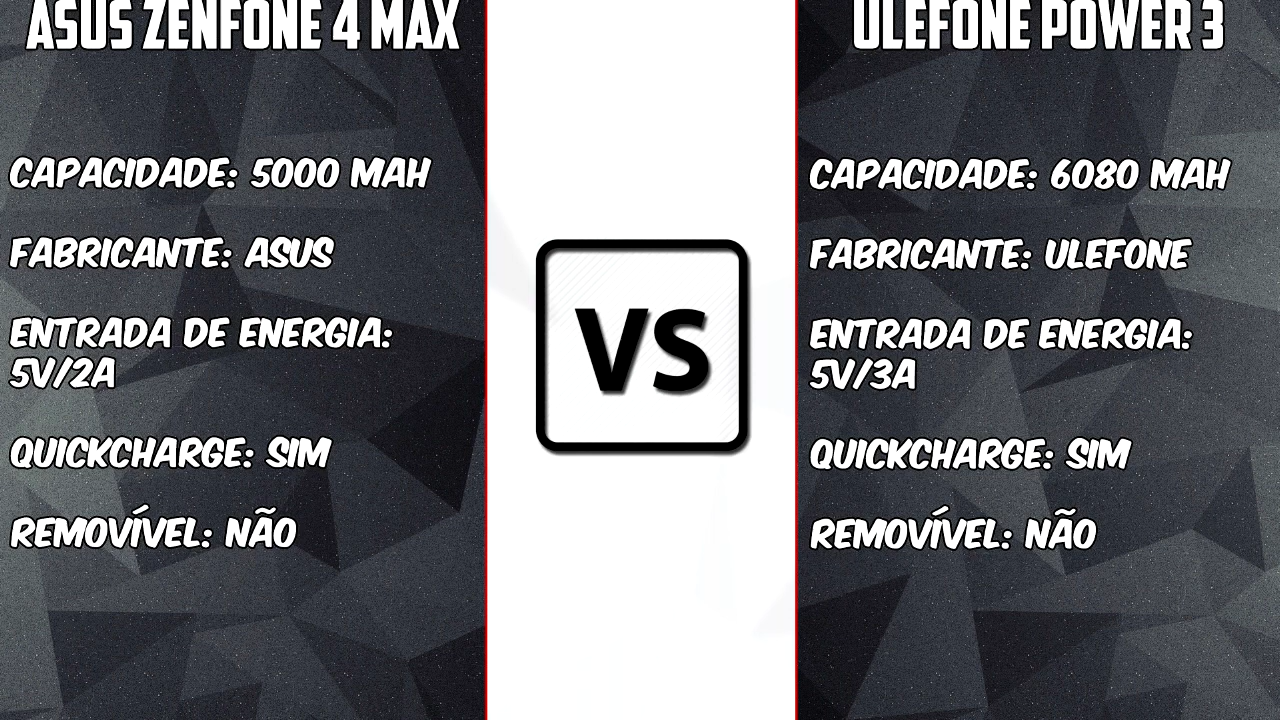 ASUS ZENFONE 4 MAX
CAPACIDADE: 5000 MAH
FABRICANTE: ASUS
ENTRADA DE ENERGIA:
5V/2A
QUICKCHARGE: SIM
REMOVÍVEL: NÃO
VS
ULEFONE POWER 3
CAPACIDADE: 6080 MAH
FABRICANTE: ULEFONE
ENTRADA DE ENERGIA:
5V/3A
QUICKCHARGE: SIM
REMOVÍVEL: NÃO